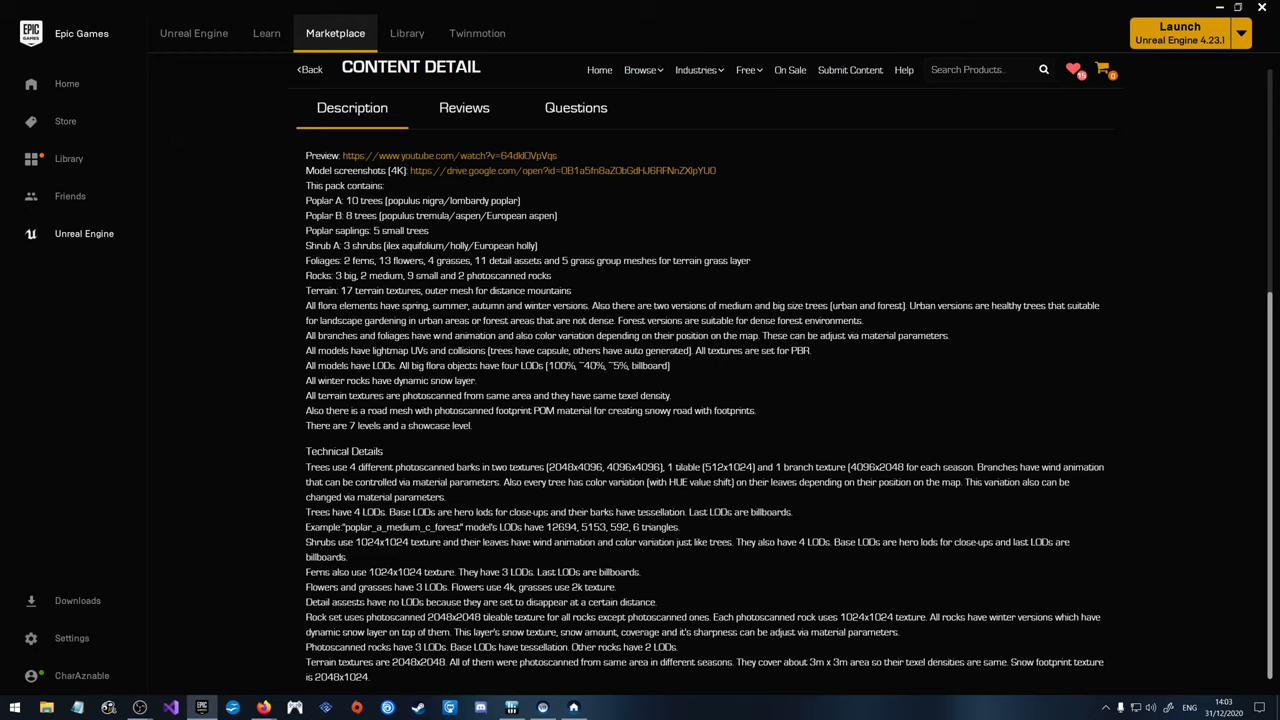 EPIC GAMES
Epic Games
Unreal Engine
Learn
Marketplace
Library
Twinmotion
Launch
Unreal Engine 4.23.1
Home
Store
Library
Friends
Unreal Engine
Downloads
Settings
CharAznable
Back
CONTENT DETAIL
Home
Browse
Industries
Free
On Sale
Submit Content
Help
Search Products..
15
0
Description
Reviews
Questions
Model screenshots [4K]:
This pack contains:
Poplar A: 10 trees [populus nigra/lombardy poplar]
Poplar B: 8 trees [populus tremula/aspen/European aspen]
Poplar saplings: 5 small trees
Shrub A: 3 shrubs [ilex aquifolium/holly/European holly]
Foliages: 2 ferns, 13 flowers, 4 grasses, 11 detail assets and 5 grass group meshes for terrain grass layer
Rocks: 3 big, 2 medium, 9 small and 2 photoscanned rocks
Terrain: 17 terrain textures, outer mesh for distance mountains
All flora elements have spring, summer, autumn and winter versions. Also there are two versions of medium and big size trees [urban and forest]. Urban versions are healthy trees that suitable
for landscape gardening in urban areas or forest areas that are not dense. Forest versions are suitable for dense forest environments.
All branches and foliages have wind animation and also color variation depending on their position on the map. These can be adjust via material parameters.
All models have lightmap UVs and collisions [trees have capsule, others have auto generated]. All textures are set for PBR.
All models have LODs. All big flora objects have four LODs [100%, ~40%, ~5%, billboard]
All winter rocks have dynamic snow layer.
All terrain textures are photoscanned from same area and they have same texel density.
Also there is a road mesh with photoscanned footprint POM material for creating snowy road with footprints.
There are 7 levels and a showcase level.
Technical Details
Trees use 4 different photoscanned barks in two textures [2048x4096, 4096x4096], 1 tilable [512x1024] and 1 branch texture [4096x2048 for each season. Branches have wind animation
that can be controlled via material parameters. Also every tree has color variation [with HUE value shift] on their leaves depending on their position on the map. This variation also can be
changed via material parameters.
Trees have 4 LODs. Base LODs are hero lods for close-ups and their barks have tessellation. Last LODs are billboards.
Example:"poplar_a_medium_c_forest" model's LODs have 12694, 5153, 592, 6 triangles.
Shrubs use 1024x1024 texture and their leaves have wind animation and color variation just like trees. They also have 4 LODs. Base LODs are hero lods for close-ups and last LODs are
billboards.
Ferns also use 1024x1024 texture. They have 3 LODs. Last LODs are billboards.
Flowers and grasses have 3 LODs. Flowers use 4k, grasses use 2k texture.
Detail assests have no LODs because they are set to disappear at a certain distance.
Rock set uses photoscanned 2048x2048 tileable texture for all rocks except photoscanned ones. Each photoscanned rock uses 1024x1024 texture. All rocks have winter versions which have
dynamic snow layer on top of them. This layer's snow texture, snow amount, coverage and it's sharpness can be adjust via material parameters.
Photoscanned rocks have 3 LODs. Base LODs have tessellation. Other rocks have 2 LODs.
Terrain textures are 2048x2048. All of them were photoscanned from same area in different seasons. They cover about 3m x 3m area so their texel densities are same. Snow footprint texture
is 2048x1024.
ENG
14:03
31/12/2020